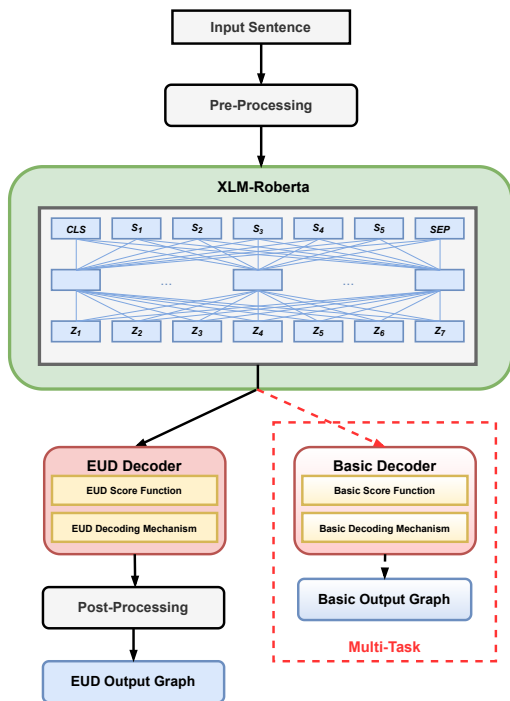 Input Sentence
Pre-Processing
XLM-Roberta
CLS S1 S2 S3 S4 S5 SEP
... ...
Z1 Z2 Z3 Z4 Z5 Z6 Z7
EUD Decoder
EUD Score Function
EUD Decoding Mechanism
Post-Processing
EUD Output Graph
Basic Decoder
Basic Score Function
Basic Decoding Mechanism
Basic Output Graph
Multi-Task